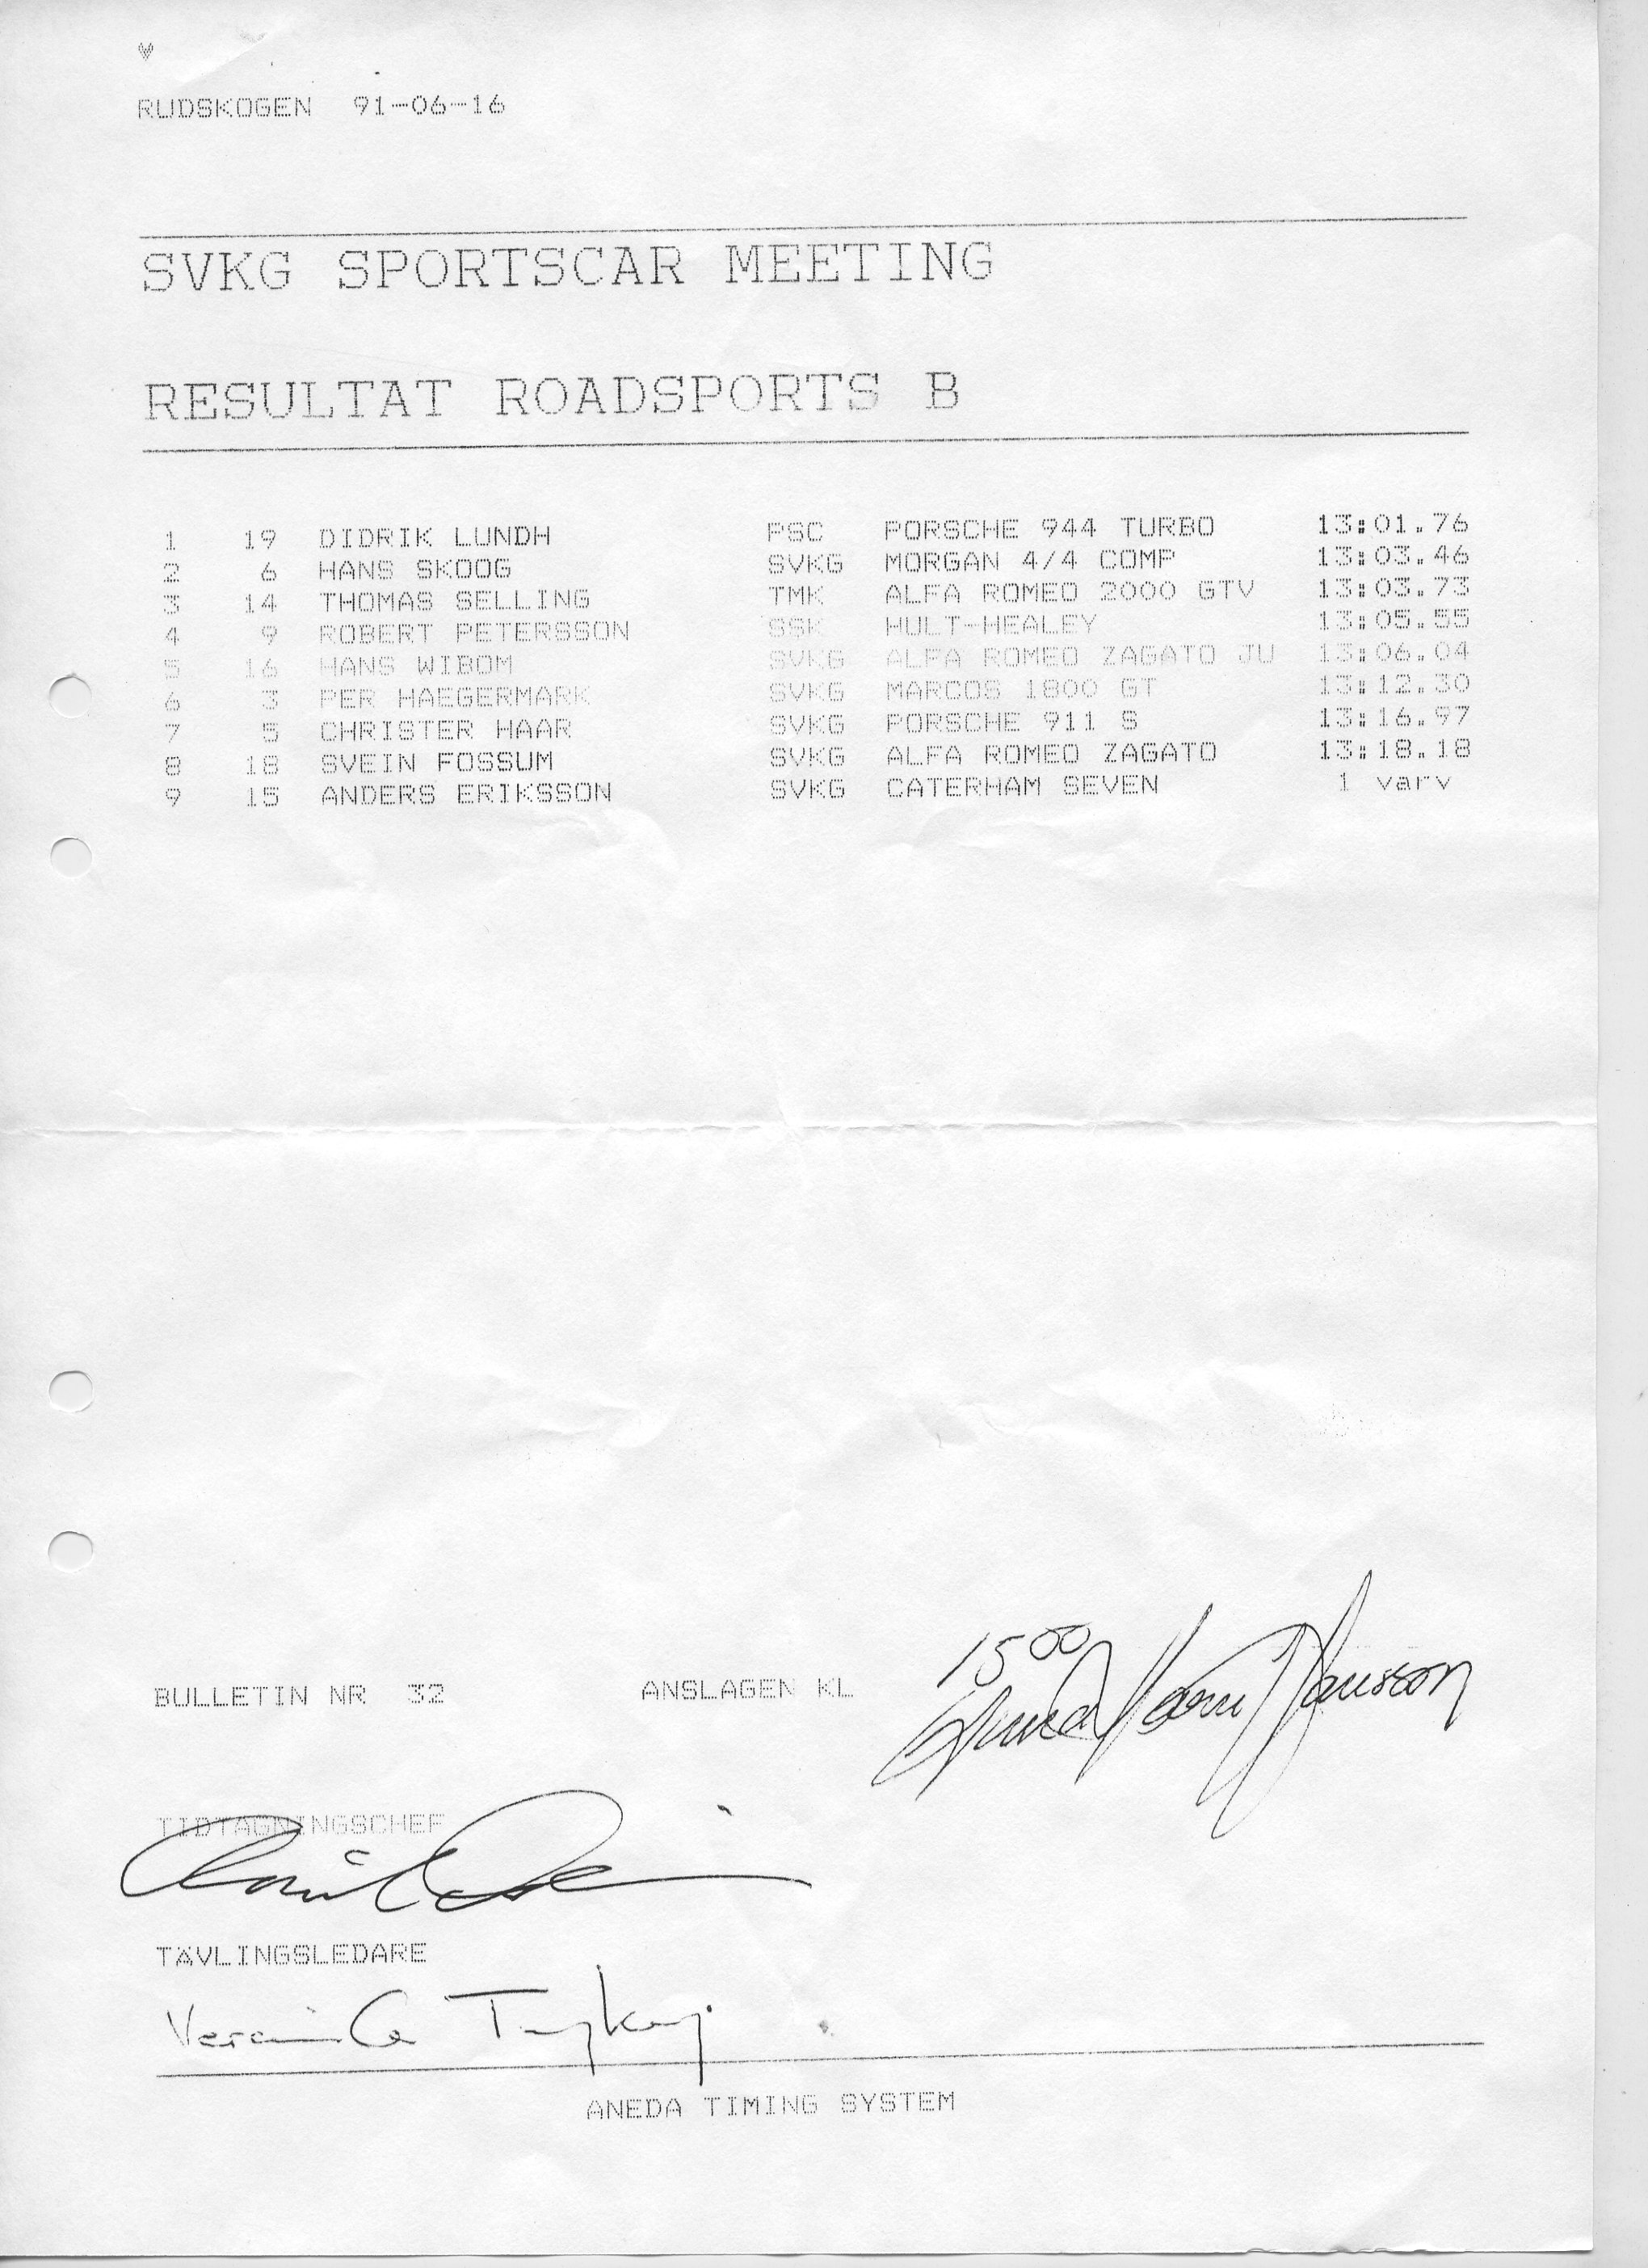 RUDSKOGEN 91-06-16
SVKG SPORTSCAR MEETING
RESULTAT ROADSPORTS B
1 19 DIDRIK LUNDH PSC PORSCHE 944 TURBO 13:01.76
2 6 HANS SKOOG SVKG MORGAN 4/4 COMP 13:03.46
3 14 THOMAS SELLING TMK ALFA ROMEO 2000 GTV 13:03.73
4 9 ROBERT PETERSSON SSK HULT-HEALEY 13:05.55
5 16 HANS WIBOM SVKG ALFA ROMEO ZAGATO JU 13:06.04
6 3 PER HAEGERMARK SVKG MARCOS 1800 GT 13:12.30
7 5 CHRISTER HAAR SVKG PORSCHE 911 S 13:16.97
8 18 SVEIN FOSSUM SVKG ALFA ROMEO ZAGATO 13:18.18
9 15 ANDERS ERIKSSON SVKG CATERHAM SEVEN 1 varv
BULLETIN NR 32 ANSLAGEN KL 1500
TIDTAGNINGSCHEF
TÄVLINGSLEDARE
ANEDA TIMING SYSTEM